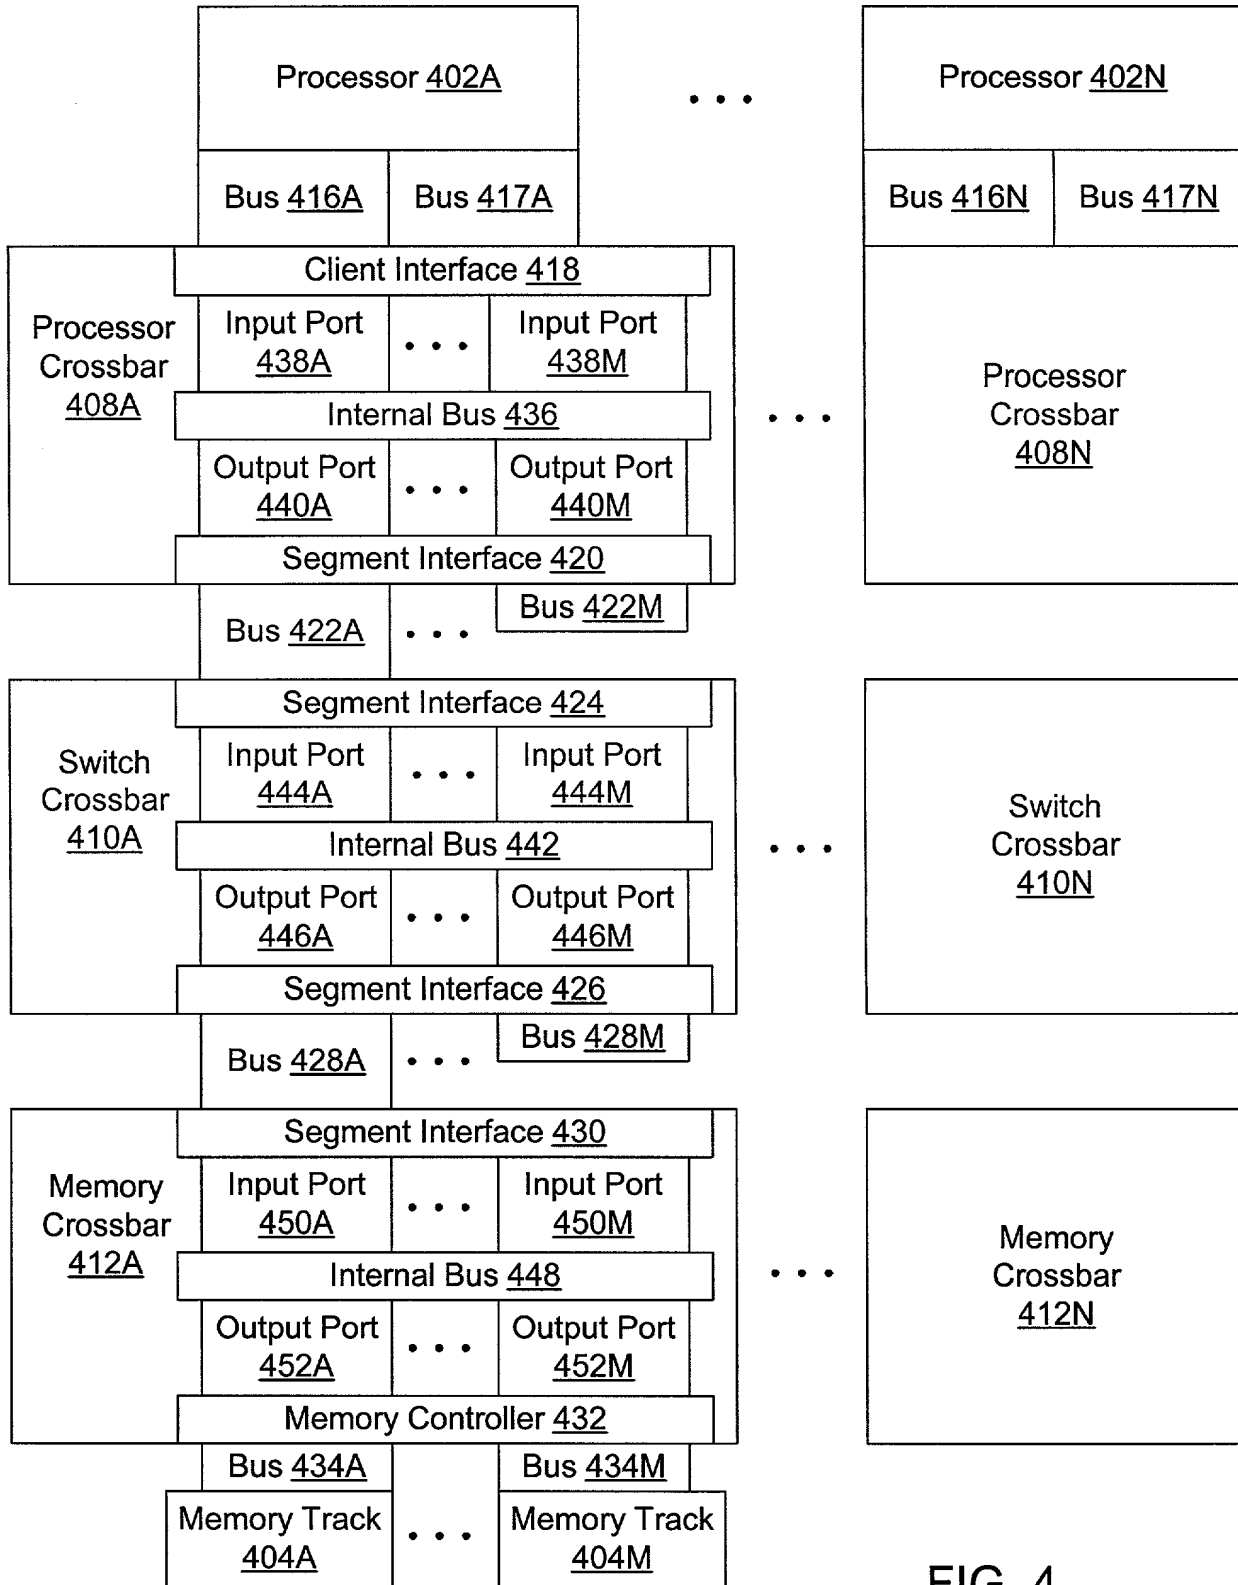 Processor 402A
Processor 402N
Bus 416A
Bus 417A
Bus 416N
Bus 417N
Client Interface 418
Processor
Crossbar
408A
Input Port
438A
Input Port
438M
Internal Bus 436
Output Port
440A
Output Port
440M
Segment Interface 420
Processor
Crossbar
408N
Bus 422A
Bus 422M
Segment Interface 424
Switch
Crossbar
410A
Input Port
444A
Input Port
444M
Internal Bus 442
Output Port
446A
Output Port
446M
Segment Interface 426
Switch
Crossbar
410N
Bus 428A
Bus 428M
Segment Interface 430
Memory
Crossbar
412A
Input Port
450A
Input Port
450M
Internal Bus 448
Output Port
452A
Output Port
452M
Memory Controller 432
Memory
Crossbar
412N
Bus 434A
Bus 434M
Memory Track
404A
Memory Track
404M
FIG. 4